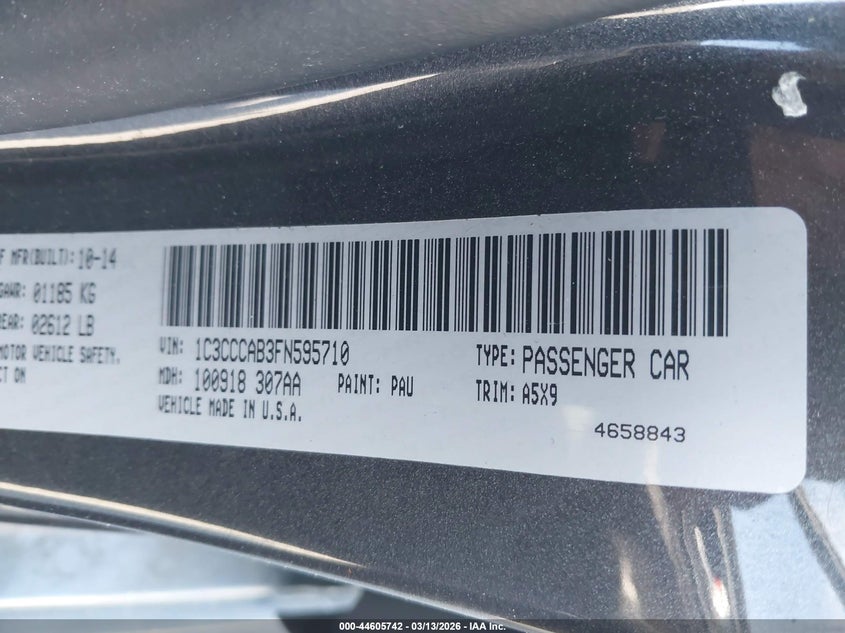 F MFR(BUILT): 10-14
GAWR: 01185 KG
REAR: 02612 LB
MOTOR VEHICLE SAFETY,
CT ON
VIN: 1C3CCCAB3FN595710
MDH: 100918 307AA PAINT: PAU
VEHICLE MADE IN U.S.A.
TYPE: PASSENGER CAR
TRIM: A5X9
4658843
000-44605742 - 03/13/2026 - IAA Inc.